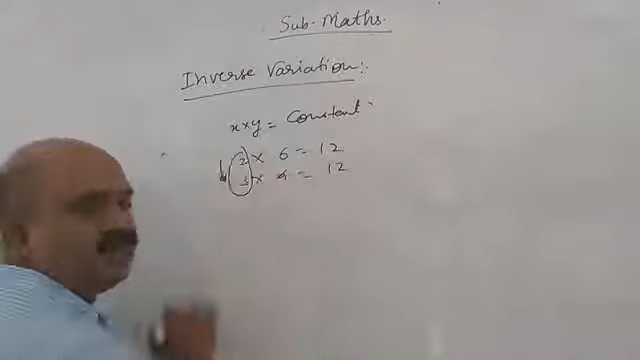 Sub. Maths.
Inverse Variation:-
x×y = Constant
2 × 6 = 12
3 × 4 = 12